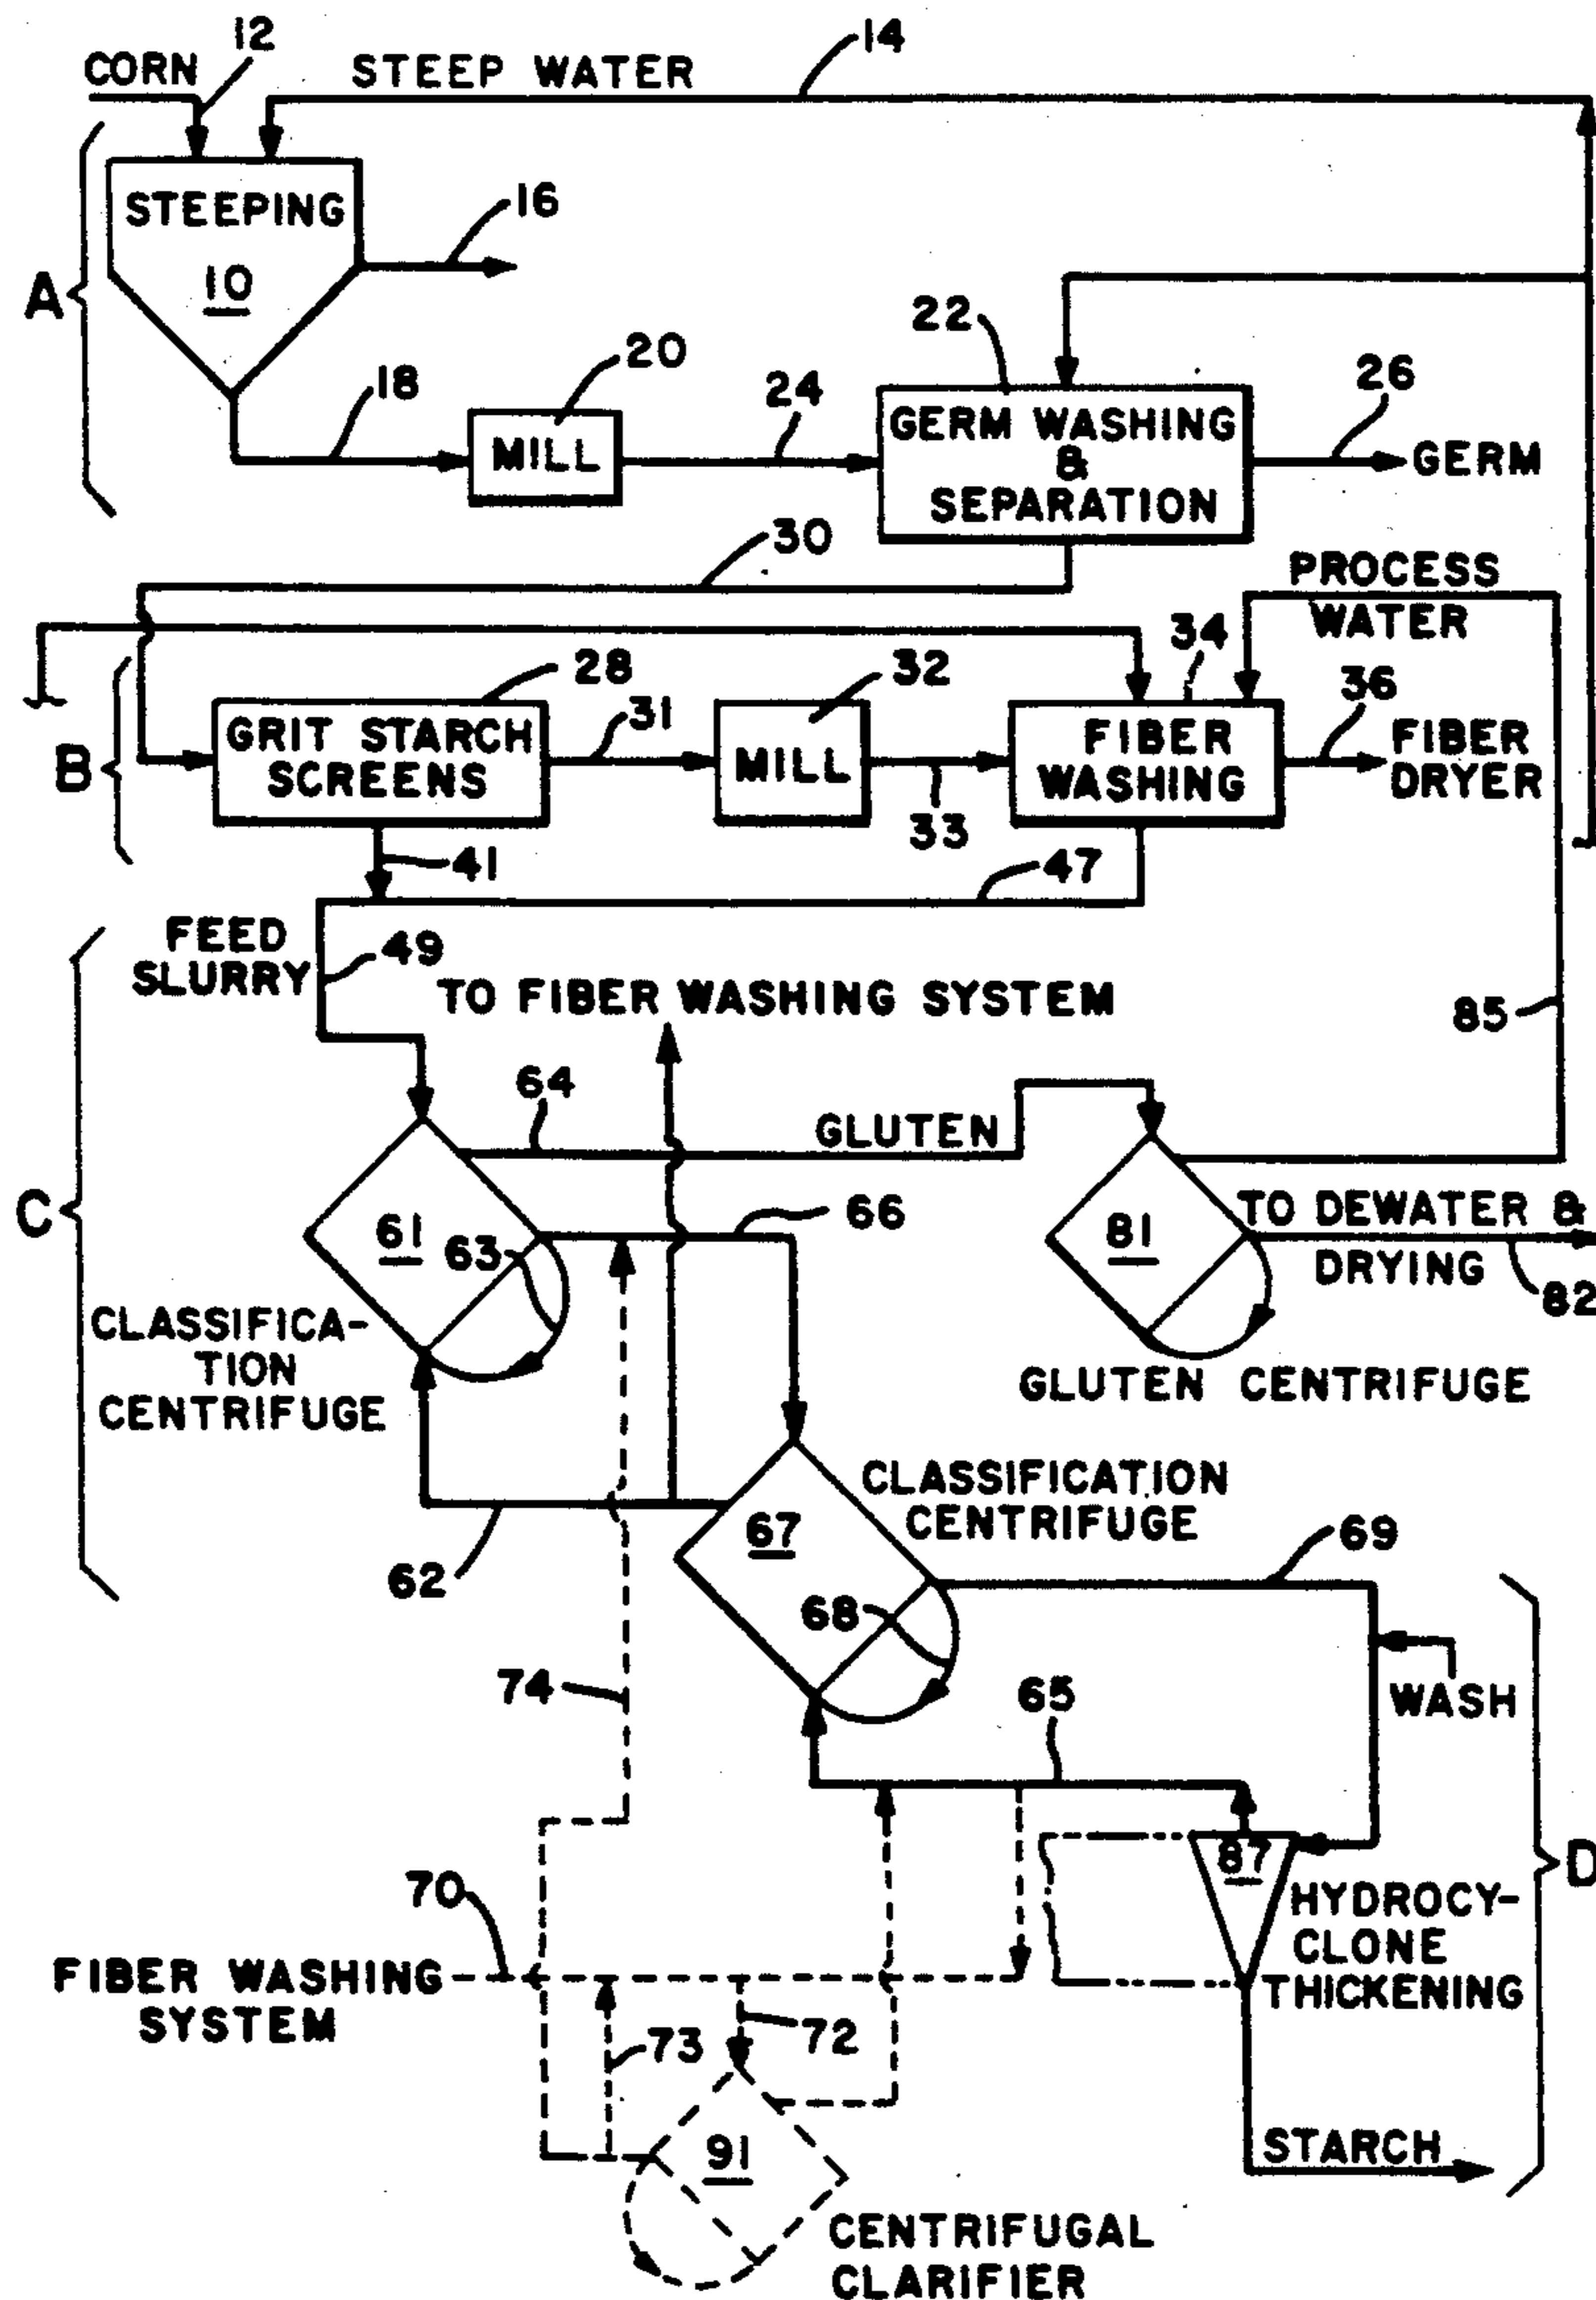 12
14
CORN
STEEP WATER
STEEPING
10
16
A
18
20
MILL
24
22
GERM WASHING
&
SEPARATION
26
GERM
30
PROCESS
WATER
28
31
32
34
36
B
GRIT STARCH
SCREENS
MILL
33
FIBER
WASHING
FIBER
DRYER
41
47
FEED
SLURRY
49
TO FIBER WASHING SYSTEM
85
64
GLUTEN
C
61
63
66
81
TO DEWATER &
DRYING
82
CLASSIFICA-
TION
CENTRIFUGE
GLUTEN CENTRIFUGE
CLASSIFICATION
CENTRIFUGE
67
62
69
68
74
65
WASH
87
D
70
HYDROCY-
CLONE
THICKENING
FIBER WASHING
SYSTEM
73
72
91
STARCH
CENTRIFUGAL
CLARIFIER